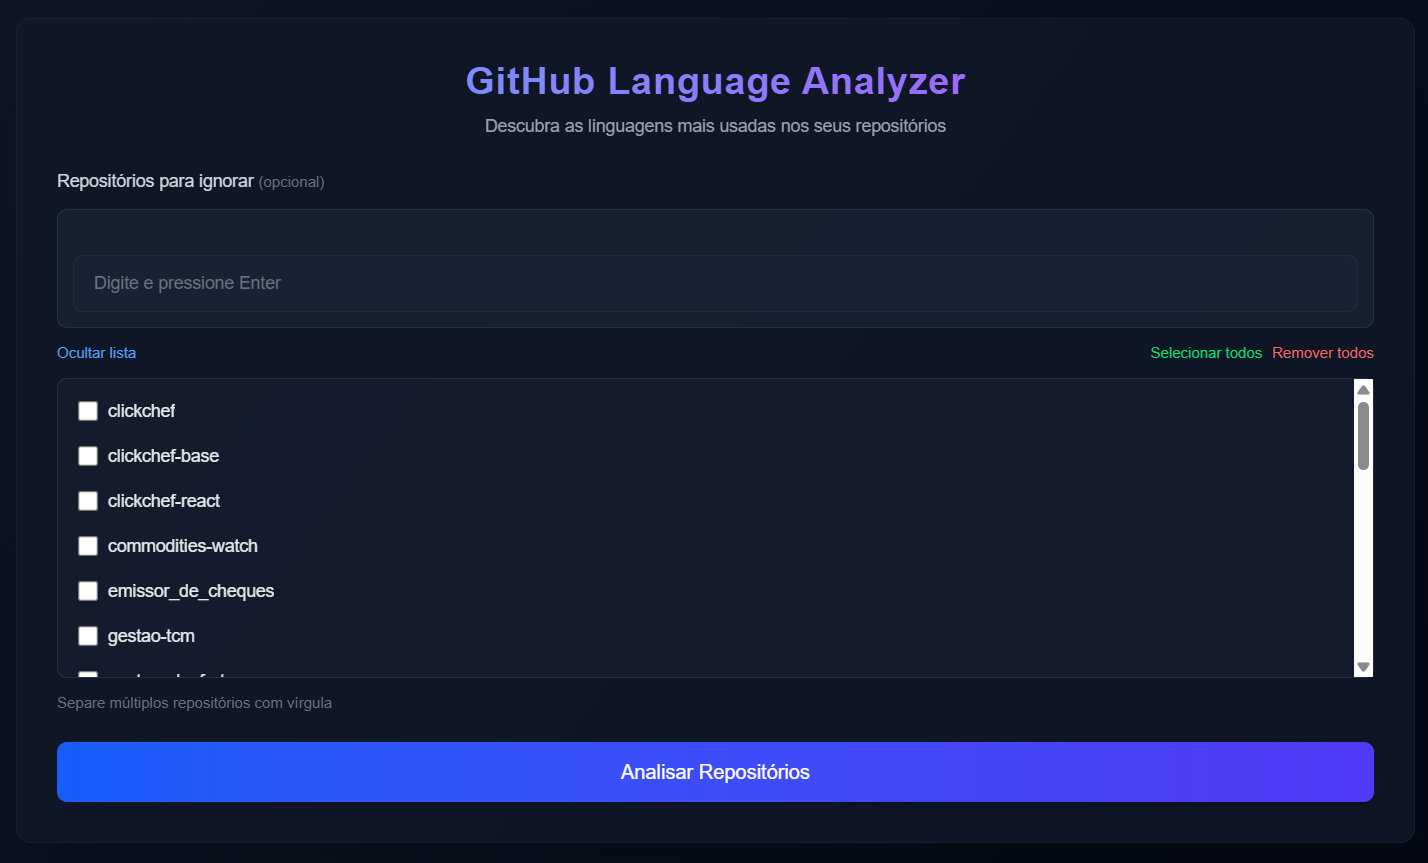 GitHub Language Analyzer
Descubra as linguagens mais usadas nos seus repositórios
Repositórios para ignorar (opcional)
Digite e pressione Enter
Ocultar lista
Selecionar todos Remover todos
clickchef
clickchef-base
clickchef-react
commodities-watch
emissor_de_cheques
gestao-tcm
Separe múltiplos repositórios com vírgula
Analisar Repositórios